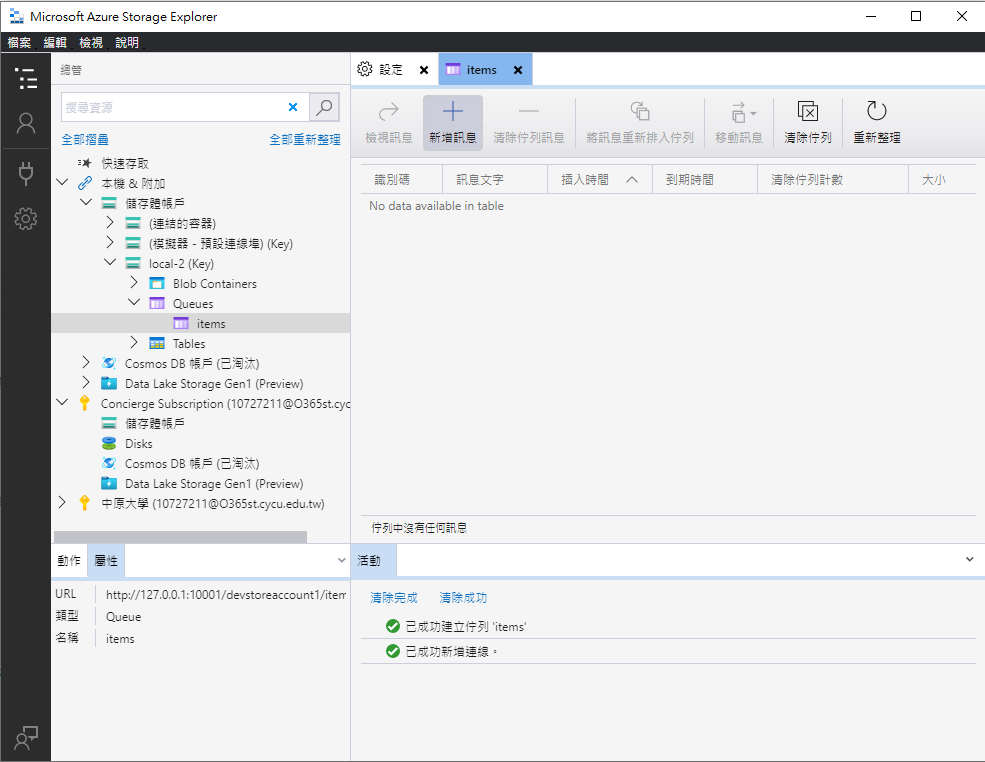 Microsoft Azure Storage Explorer
檔案 編輯 檢視 說明
總管
搜尋資源
全部摺疊 全部重新整理
快速存取
本機 & 附加
儲存體帳戶
(連結的容器)
(模擬器 - 預設連線埠) (Key)
local-2 (Key)
Blob Containers
Queues
items
Tables
Cosmos DB 帳戶 (已淘汰)
Data Lake Storage Gen1 (Preview)
Concierge Subscription (10727211@O365st.cyc
儲存體帳戶
Disks
Cosmos DB 帳戶 (已淘汰)
Data Lake Storage Gen1 (Preview)
中原大學 (10727211@O365st.cycu.edu.tw)
動作 屬性
URL http://127.0.0.1:10001/devstoreaccount1/item
類型 Queue
名稱 items
設定 items
檢視訊息 新增訊息 清除佇列訊息 將訊息重新排入佇列 移動訊息 清除佇列 重新整理
識別碼 訊息文字 插入時間 到期時間 清除佇列計數 大小
No data available in table
佇列中沒有任何訊息
活動
清除完成 清除成功
已成功建立佇列 'items'
已成功新增連線。